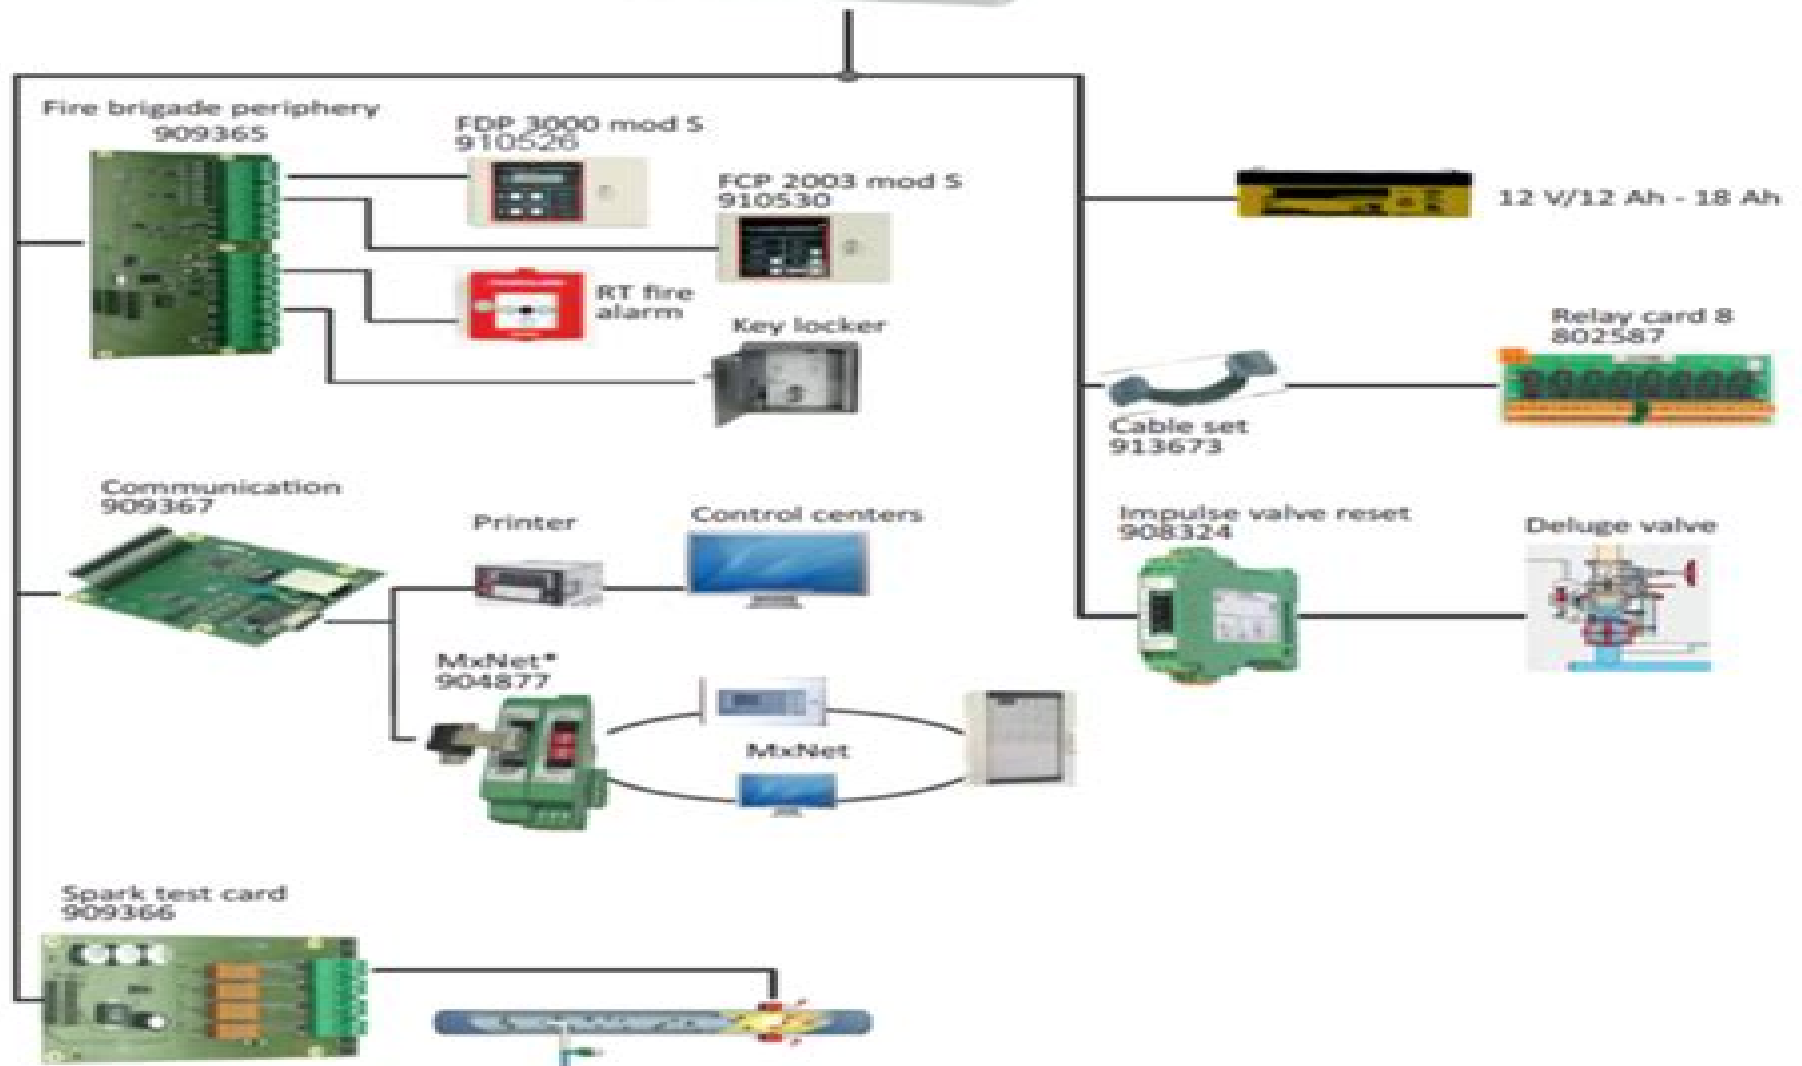 Fire brigade periphery
909365
FDP 3000 mod S
910526
FCP 2003 mod S
910530
RT fire
alarm
Key locker
12 V/12 Ah - 18 Ah
Relay card 8
802587
Cable set
913673
Communication
909367
Printer
Control centers
Impulse valve reset
908324
Deluge valve
MxNet*
904877
MxNet
Spark test card
909366